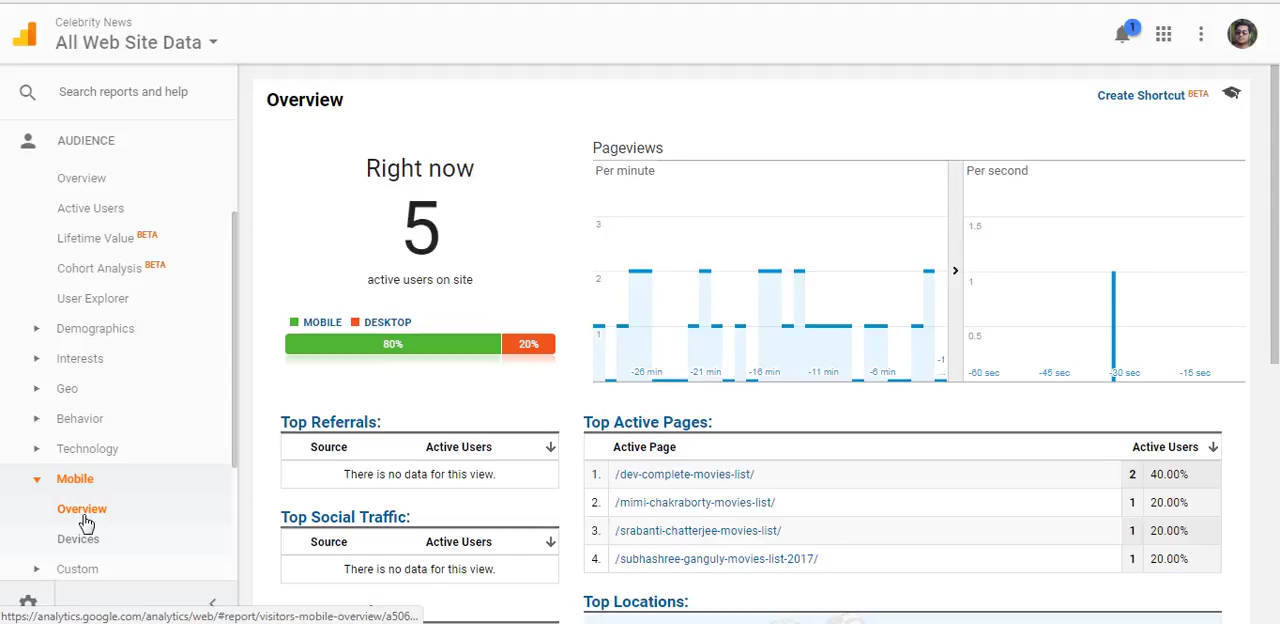 Celebrity News
All Web Site Data
1
Search reports and help
Create Shortcut BETA
AUDIENCE
Overview
Active Users
Lifetime Value BETA
Cohort Analysis BETA
User Explorer
Demographics
Interests
Geo
Behavior
Technology
Mobile
Overview
Devices
Custom
https://analytics.google.com/analytics/web/#report/visitors-mobile-overview/a506...
Overview
Right now
5
active users on site
MOBILE DESKTOP
80% 20%
Pageviews
Per minute
3
2
1
-26 min -21 min -16 min -11 min -6 min -1
...
Per second
1.5
1
0.5
-60 sec -45 sec -30 sec -15 sec
Top Referrals:
Source Active Users
There is no data for this view.
Top Social Traffic:
Source Active Users
There is no data for this view.
Top Active Pages:
Active Page Active Users
1. /dev-complete-movies-list/ 2 40.00%
2. /mimi-chakraborty-movies-list/ 1 20.00%
3. /srabanti-chatterjee-movies-list/ 1 20.00%
4. /subhashree-ganguly-movies-list-2017/ 1 20.00%
Top Locations: